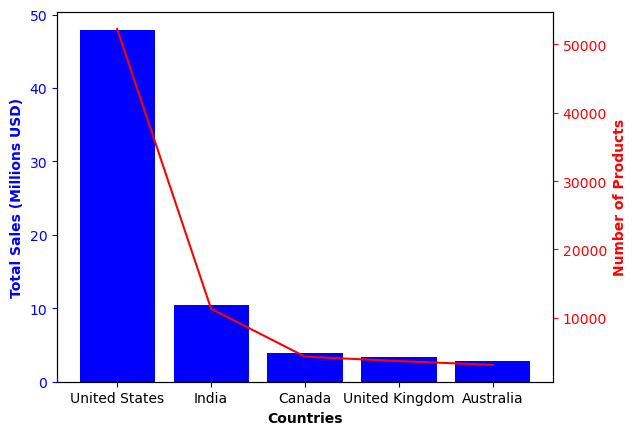 50
40
30
20
10
0
Total Sales (Millions USD)
50000
40000
30000
20000
10000
Number of Products
United States India Canada United Kingdom Australia
Countries